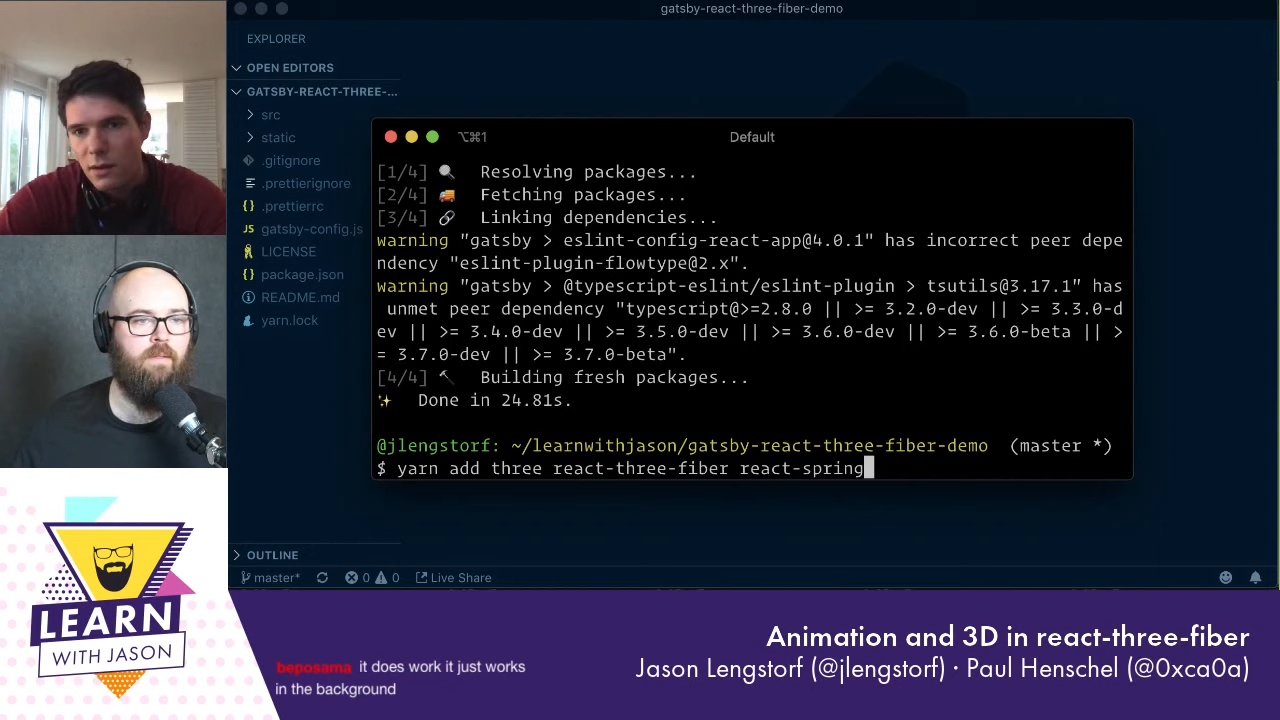 gatsby-react-three-fiber-demo
EXPLORER
OPEN EDITORS
GATSBY-REACT-THREE-...
src
static
.gitignore
.prettierignore
{} .prettierrc
JS gatsby-config.js
LICENSE
{} package.json
README.md
yarn.lock
OUTLINE
master* 0 0 Live Share
⌥⌘1 Default
[1/4] 🔍 Resolving packages...
[2/4] 🚚 Fetching packages...
[3/4] 🔗 Linking dependencies...
warning "gatsby > eslint-config-react-app@4.0.1" has incorrect peer depe
ndency "eslint-plugin-flowtype@2.x".
warning "gatsby > @typescript-eslint/eslint-plugin > tsutils@3.17.1" has
unmet peer dependency "typescript@>=2.8.0 || >= 3.2.0-dev || >= 3.3.0-d
ev || >= 3.4.0-dev || >= 3.5.0-dev || >= 3.6.0-dev || >= 3.6.0-beta || >
= 3.7.0-dev || >= 3.7.0-beta".
[4/4] 🔨 Building fresh packages...
✨ Done in 24.81s.
@jlengstorf: ~/learnwithjason/gatsby-react-three-fiber-demo (master *)
$ yarn add three react-three-fiber react-spring
LEARN
WITH JASON
beposama it does work it just works
in the background
Animation and 3D in react-three-fiber
Jason Lengstorf (@jlengstorf) · Paul Henschel (@0xca0a)